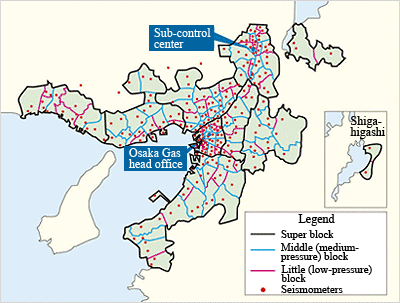 Sub-control
center
Shiga-
higashi
Osaka Gas
head office
Legend
Super block
Middle (medium-
pressure) block
Little (low-pressure)
block
Seismometers